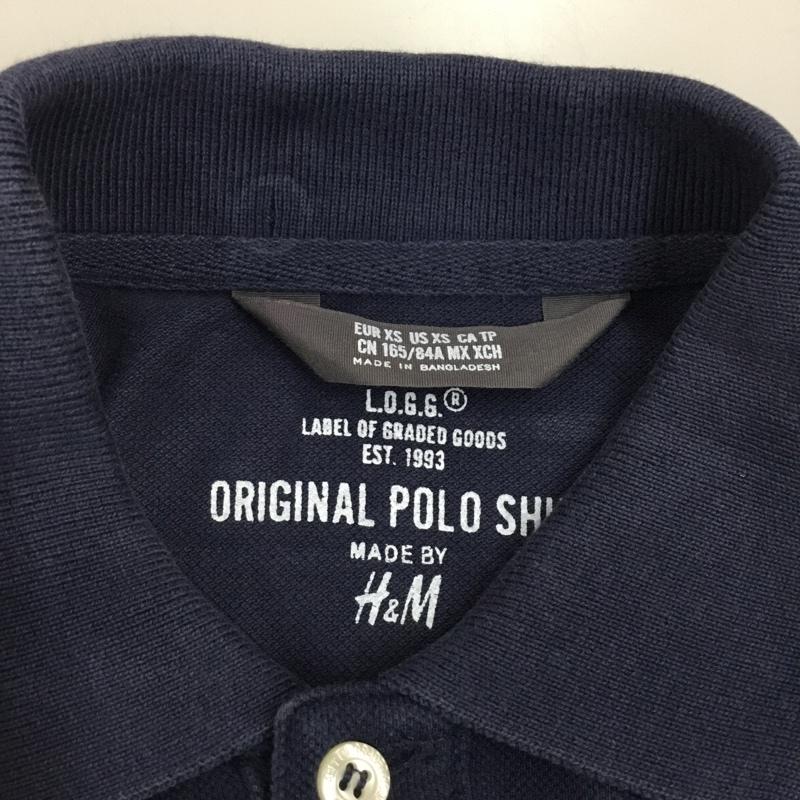 EUR XS US XS CA TP
CN 165/84A MX XCH
MADE IN BANGLADESH
L.O.G.G.®
LABEL OF GRADED GOODS
EST. 1993
ORIGINAL POLO
MADE BY
H&M